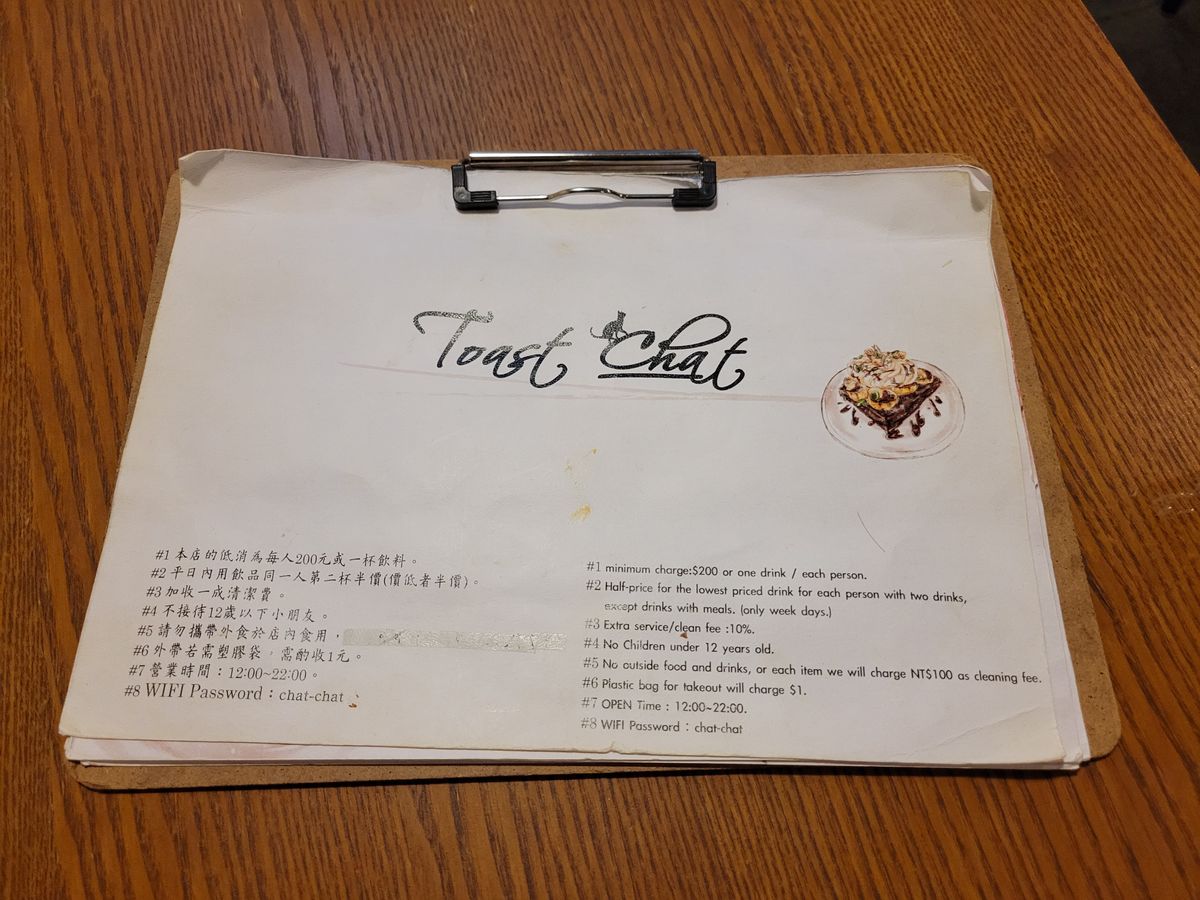 Toast Chat
#1 本店的低消為每人200元或一杯飲料。
#2 平日內用飲品同一人第二杯半價(價低者半價)。
#3 加收一成清潔費。
#4 不接待12歲以下小朋友。
#5 請勿攜帶外食於店內食用，
#6 外帶若需塑膠袋，需酌收1元。
#7 營業時間：12:00~22:00。
#8 WIFI Password：chat-chat
#1 minimum charge:$200 or one drink / each person.
#2 Half-price for the lowest priced drink for each person with two drinks,
except drinks with meals. (only week days.)
#3 Extra service/clean fee :10%.
#4 No Children under 12 years old.
#5 No outside food and drinks, or each item we will charge NT$100 as cleaning fee.
#6 Plastic bag for takeout will charge $1.
#7 OPEN Time : 12:00~22:00.
#8 WIFI Password : chat-chat